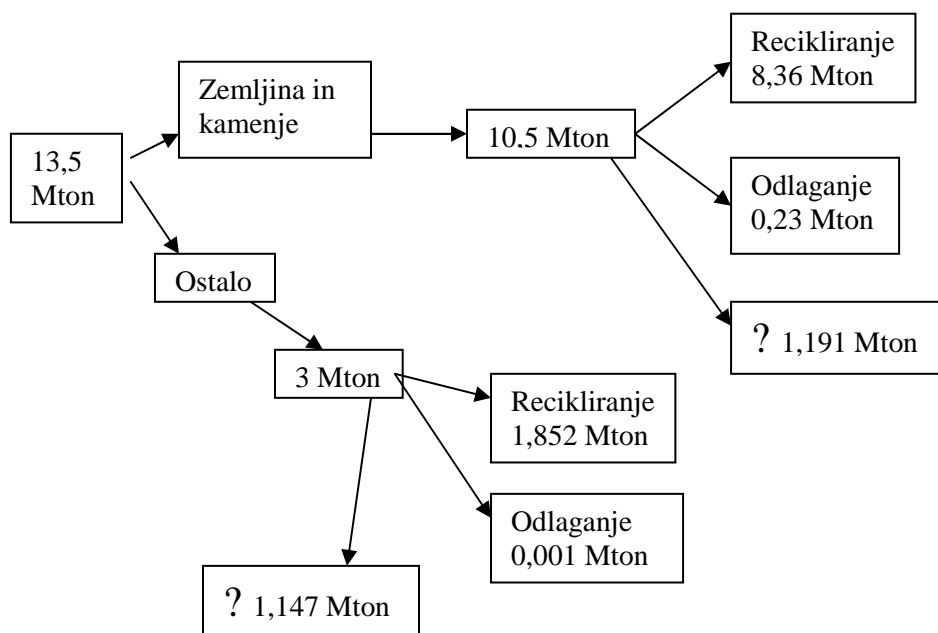 Recikliranje
8,36 Mton
Zemljina in
kamenje
10,5 Mton
13,5
Mton
Odlaganje
0,23 Mton
Ostalo
? 1,191 Mton
3 Mton
Recikliranje
1,852 Mton
Odlaganje
0,001 Mton
? 1,147 Mton